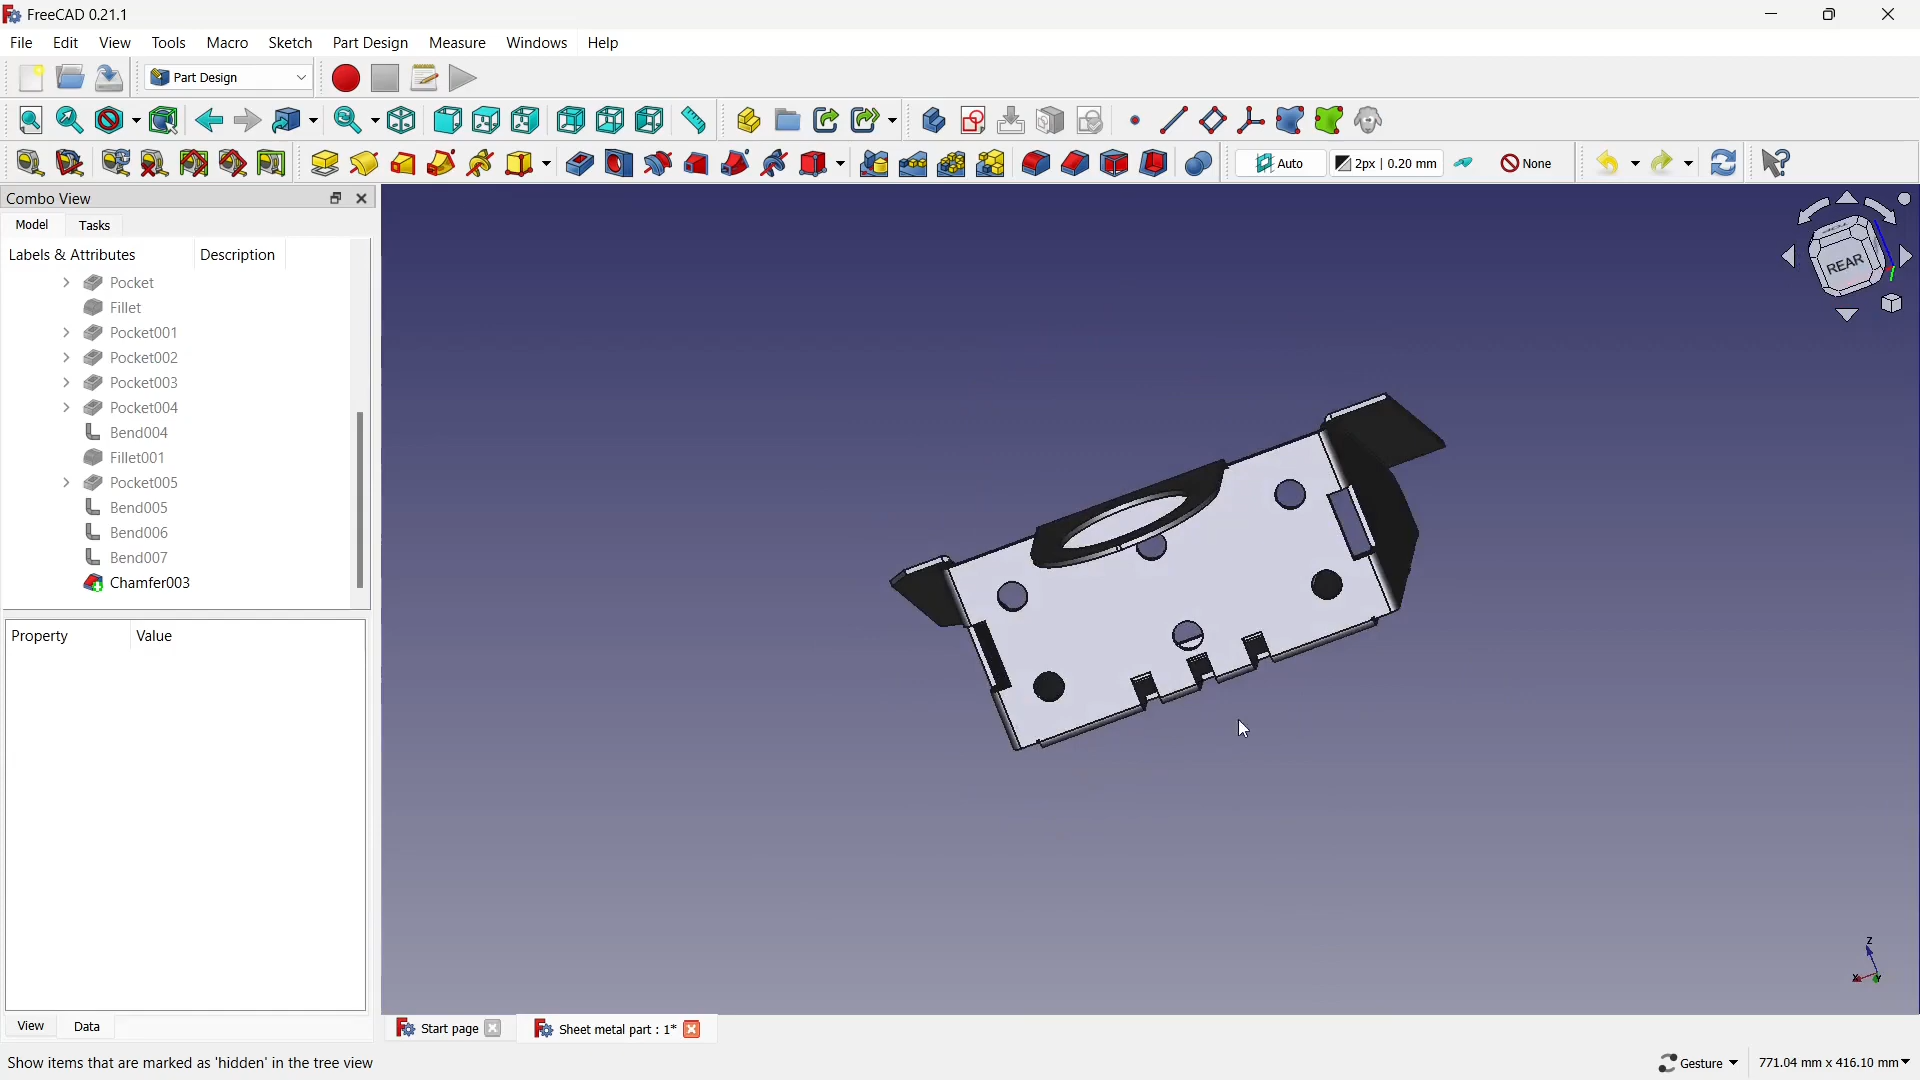 FreeCAD 0.21.1
File Edit View Tools Macro Sketch Part Design Measure Windows Help
Part Design
Auto 2px | 0.20 mm None
Combo View
Model Tasks
Labels & Attributes Description
Pocket
Fillet
Pocket001
Pocket002
Pocket003
Pocket004
Bend004
Fillet001
Pocket005
Bend005
Bend006
Bend007
Chamfer003
Property Value
TOP
REAR
Z
X Y
View Data
Start page Sheet metal part : 1*
Show items that are marked as 'hidden' in the tree view
Gesture 771.04 mm x 416.10 mm